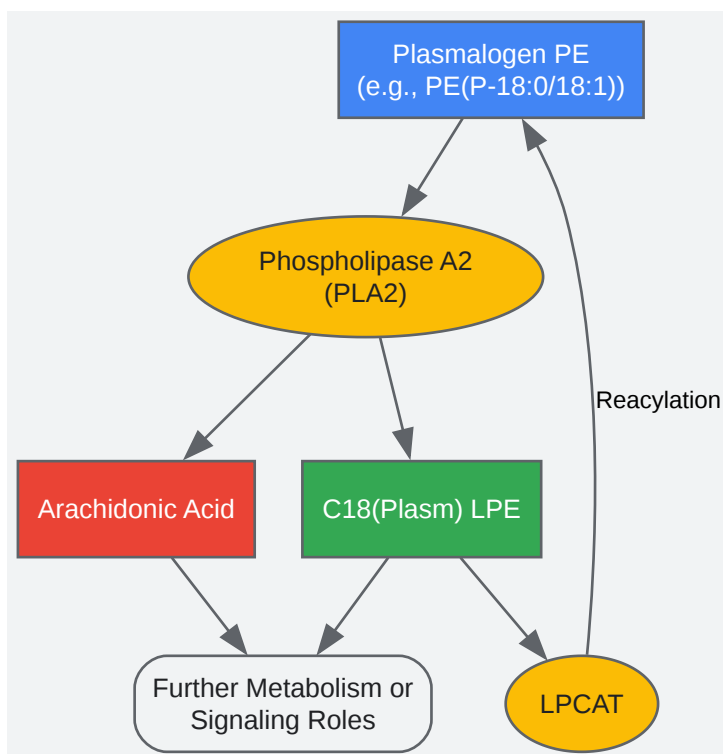 Plasmalogen PE
(e.g., PE(P-18:0/18:1))
Phospholipase A2
(PLA2)
Reacylation
Arachidonic Acid
C18(Plasm) LPE
Further Metabolism or
Signaling Roles
LPCAT